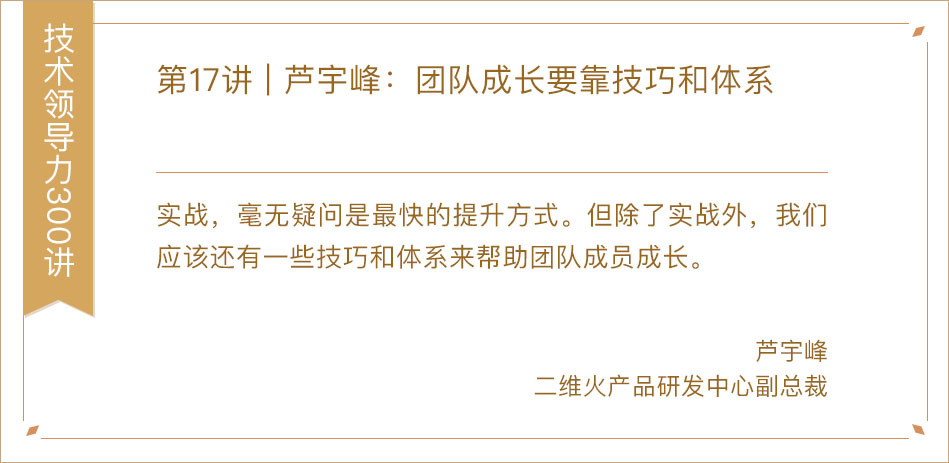 技术领导力300讲
第17讲 | 芦宇峰：团队成长要靠技巧和体系
实战，毫无疑问是最快的提升方式。但除了实战外，我们
应该还有一些技巧和体系来帮助团队成员成长。
芦宇峰
二维火产品研发中心副总裁